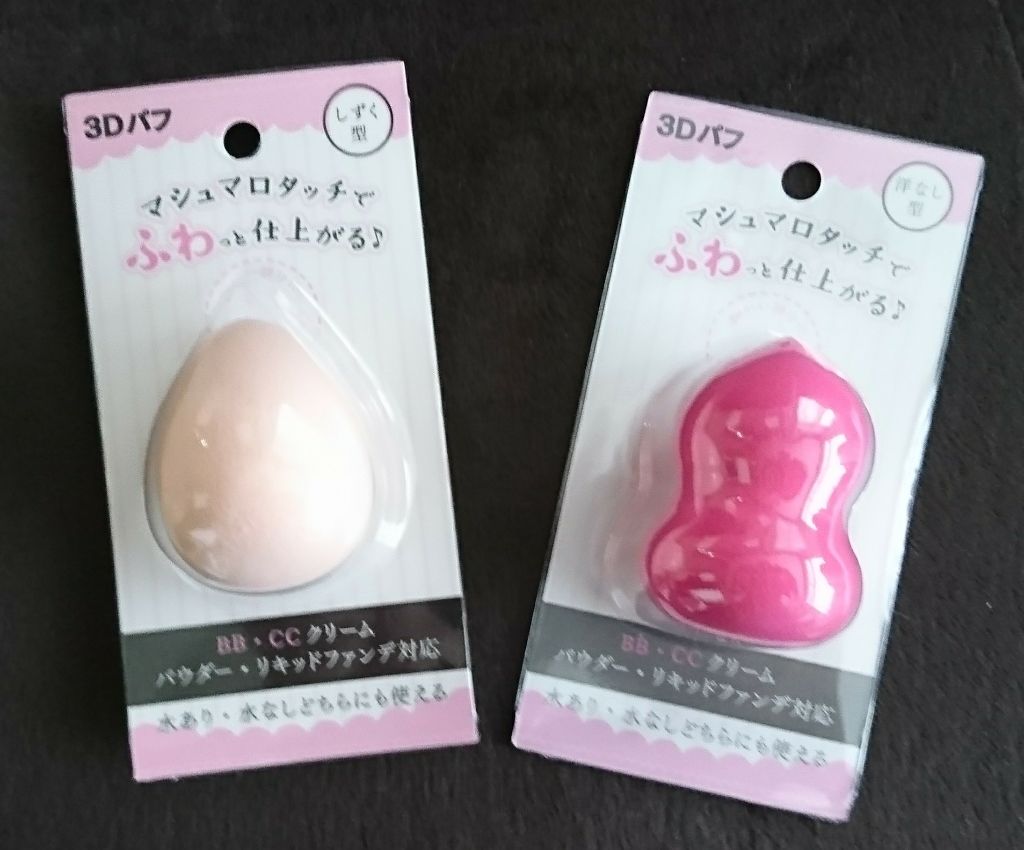 3Dパフ
しずく
型
マシュマロタッチで
ふわっと仕上がる♪
BB・CCクリーム
パウダー・リキッドファンデ対応
水あり・水なしどちらにも使える
3Dパフ
洋なし
型
マシュマロタッチで
ふわっと仕上がる♪
BB・CCクリーム
パウダー・リキッドファンデ対応
水あり・水なしどちらにも使える